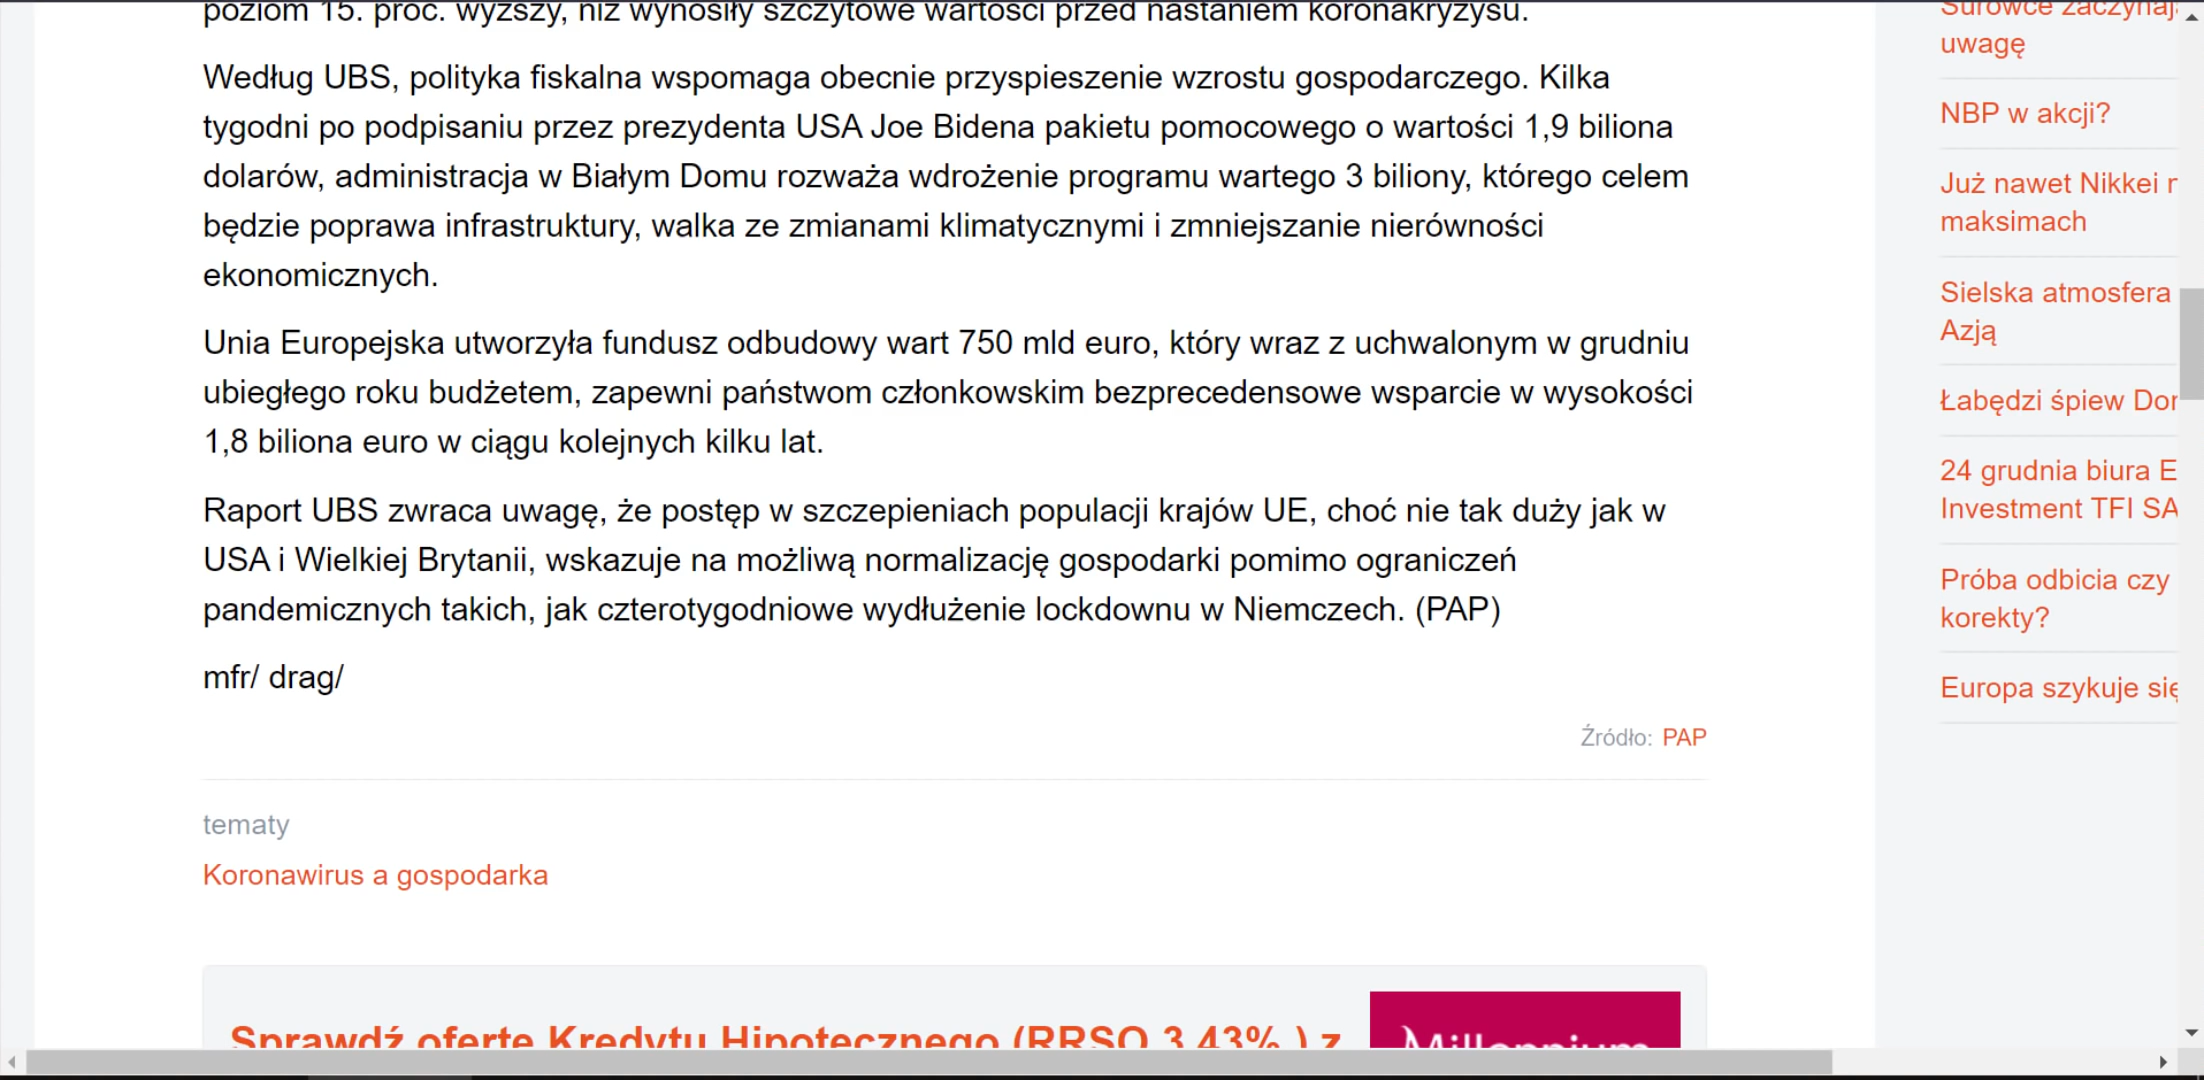 poziom 15. proc. wyższy, niż wynosiły szczytowe wartości przed nastaniem koronakryzysu.
Według UBS, polityka fiskalna wspomaga obecnie przyspieszenie wzrostu gospodarczego. Kilka
tygodni po podpisaniu przez prezydenta USA Joe Bidena pakietu pomocowego o wartości 1,9 biliona
dolarów, administracja w Białym Domu rozważa wdrożenie programu wartego 3 biliony, którego celem
będzie poprawa infrastruktury, walka ze zmianami klimatycznymi i zmniejszanie nierówności
ekonomicznych.
Unia Europejska utworzyła fundusz odbudowy wart 750 mld euro, który wraz z uchwalonym w grudniu
ubiegłego roku budżetem, zapewni państwom członkowskim bezprecedensowe wsparcie w wysokości
1,8 biliona euro w ciągu kolejnych kilku lat.
Raport UBS zwraca uwagę, że postęp w szczepieniach populacji krajów UE, choć nie tak duży jak w
USA i Wielkiej Brytanii, wskazuje na możliwą normalizację gospodarki pomimo ograniczeń
pandemicznych takich, jak czterotygodniowe wydłużenie lockdownu w Niemczech. (PAP)
mfr/ drag/
Źródło: PAP
tematy
Koronawirus a gospodarka
Sprawdź ofertę Kredytu Hipotecznego (RRSO 3,43% ) z
Millennium
Surowce
uwagę
NBP w akcji?
Już nawet Nikkei
maksimach
Sielska atmosfera
Azją
Łabędzi śpiew
24 grudnia biura
Investment TFI SA
Próba odbicia czy
korekty?
Europa szykuje się